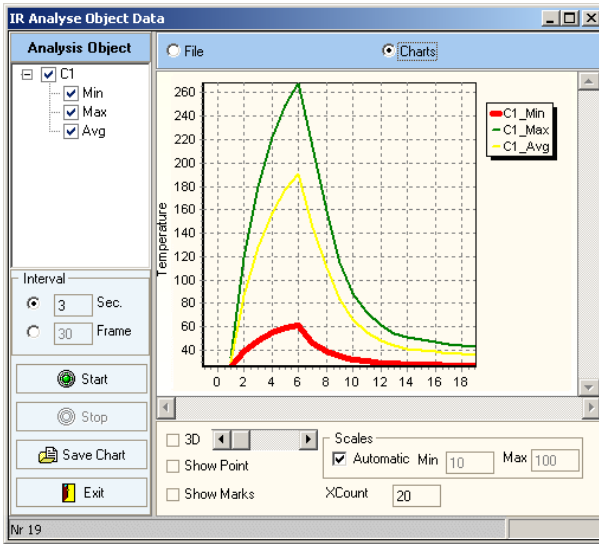 IR Analyse Object Data
Analysis Object
File
Charts
C1
Min
Max
Avg
Interval
3 Sec.
30 Frame
Start
Stop
Save Chart
Exit
Temperature
260
240
220
200
180
160
140
120
100
80
60
40
0 2 4 6 8 10 12 14 16 18
C1_Min
C1_Max
C1_Avg
3D
Show Point
Show Marks
Scales
Automatic Min 10 Max 100
XCount 20
Nr 19